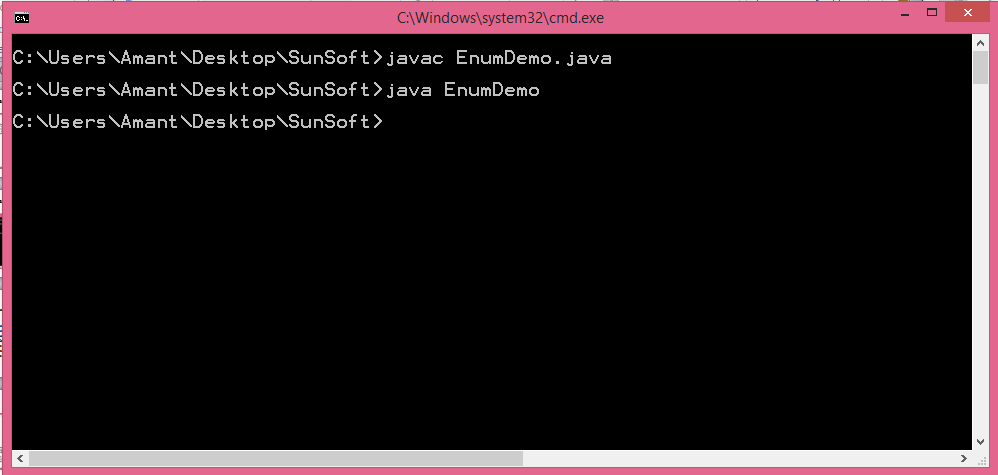 C:\Windows\system32\cmd.exe
C:\Users\Amant\Desktop\SunSoft>javac EnumDemo.java
C:\Users\Amant\Desktop\SunSoft>java EnumDemo
C:\Users\Amant\Desktop\SunSoft>